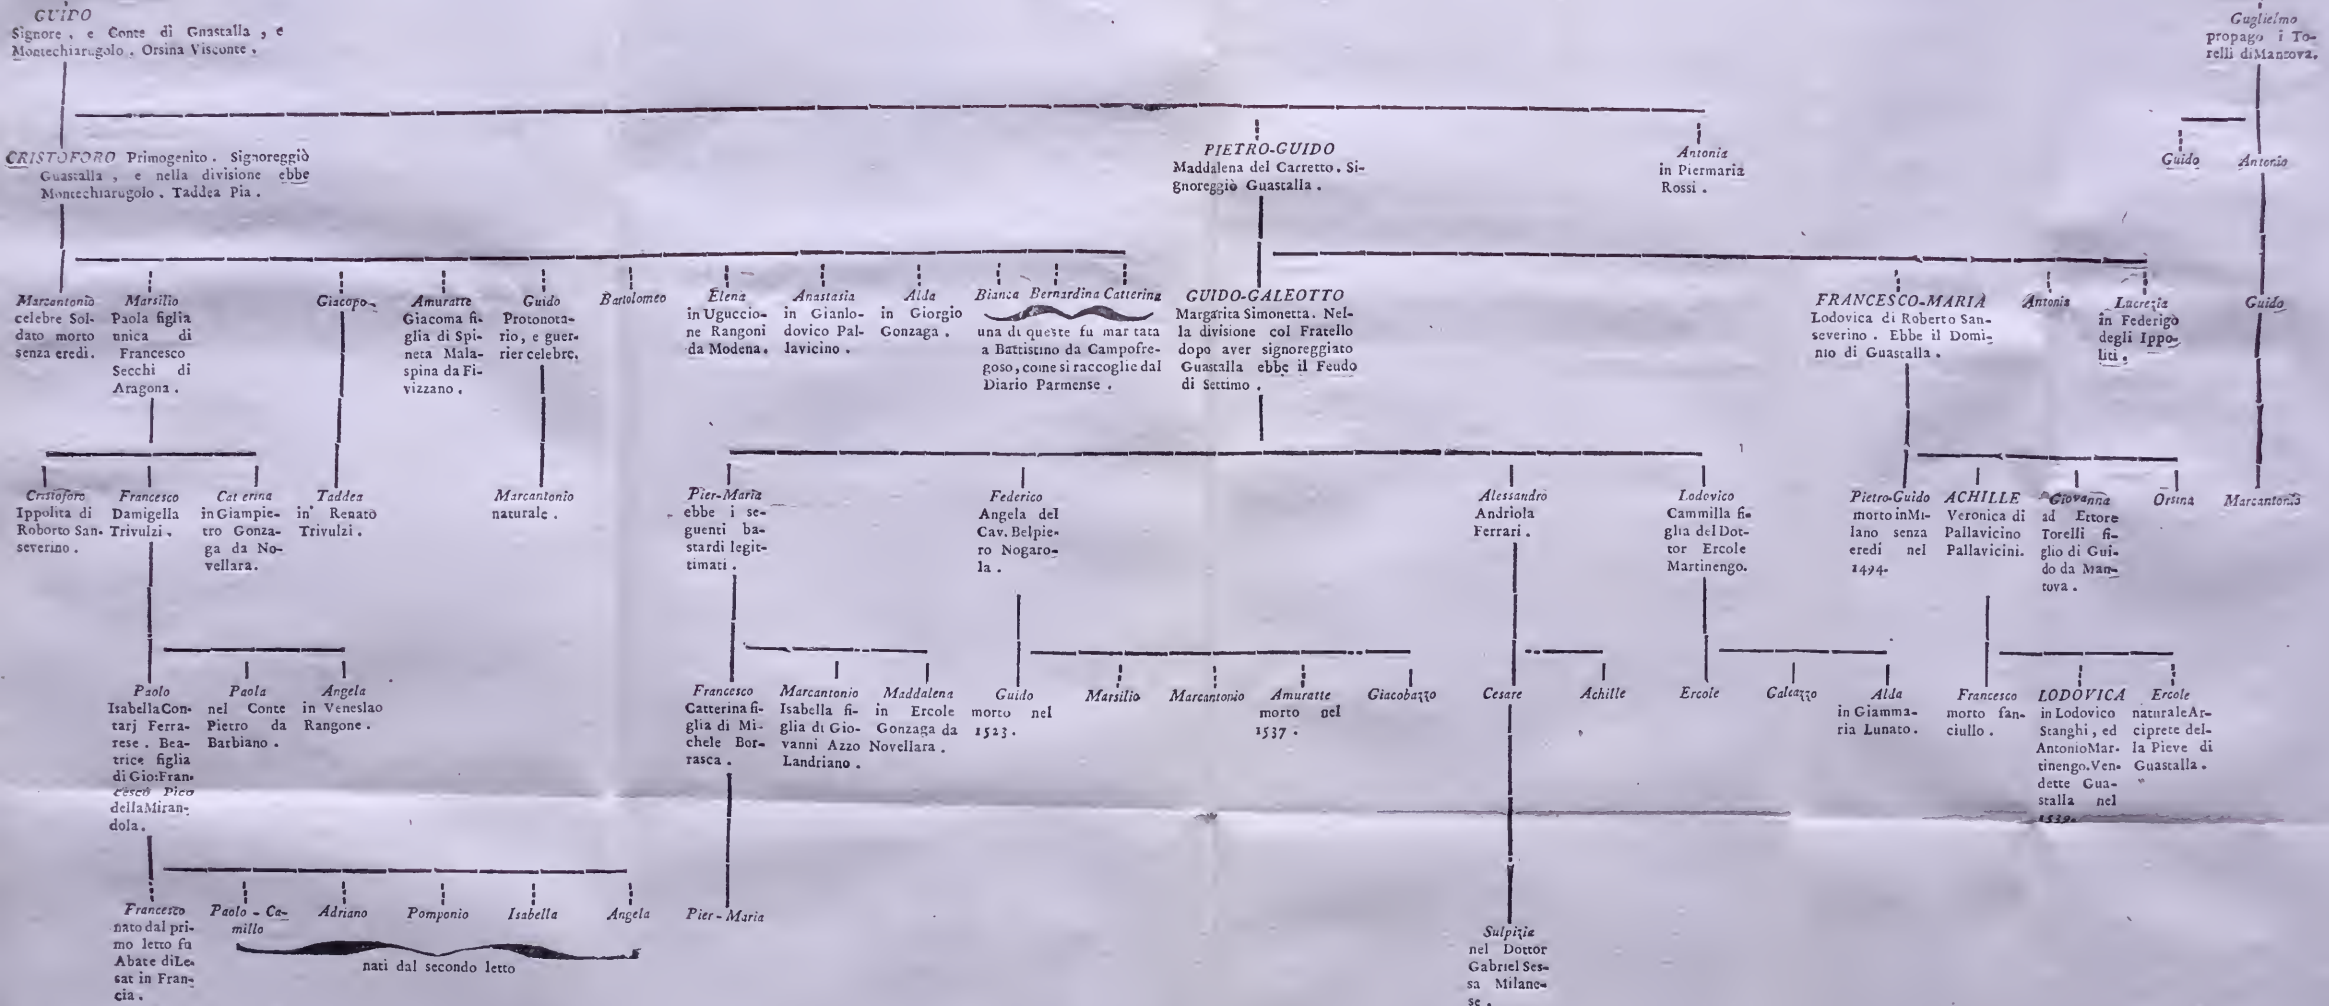 GUIDO
Signore, e Conte di Gnastalla, e
Montechiarugolo. Orsina Visconte.
Guglielmo
propago i To-
relli di Mantova.
CRISTOFORO Primogenito. Signoreggiò
Guastalla, e nella divisione ebbe
Montechiarugolo. Taddea Pia.
PIETRO-GUIDO
Maddalena del Carretto. Si-
gnoreggiò Guastalla.
Antonia
in Piermaria
Rossi.
Guido
Antonio
Marcantonio
celebre Sol-
dato morto
senza eredi.
Marsilio
Paola figlia
unica di
Francesco
Secchi di
Aragona.
Giacopo
Amuratte
Giacoma fi-
glia di Spi-
neta Mala-
spina da Fi-
vizzano.
Guido
Protonota-
rio, e guer-
rier celebre.
Bartolomeo
Elena
in Uguccio-
ne Rangoni
da Modena.
Anastasia
in Gianlo-
dovico Pal-
lavicino.
Alda
in Giorgio
Gonzaga.
Bianca Bernardina Catterina
una di queste fu maritata
a Battistino da Campofre-
goso, come si raccoglie dal
Diario Parmense.
GUIDO-GALEOTTO
Margarita Simonetta. Nel-
la divisione col Fratello
dopo aver signoreggiato
Guastalla ebbe il Feudo
di Settimo.
FRANCESCO-MARIA
Lodovica di Roberto San-
severino. Ebbe il Domi-
nio di Guastalla.
Antonia
Lucrezia
in Federigo
degli Ippo-
liti.
Guido
Cristoforo
Ippolita di
Roborto San-
severino.
Francesco
Damigella
Trivulzi.
Caterina
in Giampie-
tro Gonza-
ga da No-
vellara.
Taddea
in Renato
Trivulzi.
Marcantonio
naturale.
Pier-Maria
ebbe i se-
guenti ba-
stardi legit-
timati.
Federico
Angela del
Cav. Belpie-
ro Nogaro-
la.
Alessandro
Andriola
Ferrari.
Lodovico
Cammilla fi-
glia del Dot-
tor Ercole
Martinengo.
Pietro-Guido
morto in Mi-
lano senza
eredi nel
1494.
ACHILLE
Veronica di
Pallavicino
Pallavicini.
Giovanna
ad Ettore
Torelli fi-
glio di Gui-
do da Man-
tova.
Orsina
Marcantonio
Paolo
Isabella Con-
tarj Ferra-
rese. Bea-
trice figlia
di Gio: Fran-
cesco Pico
della Miran-
dola.
Paola
nel Conte
Pietro da
Barbiano.
Angela
in Veneslao
Rangone.
Francesco
Catterina fi-
glia di Mi-
chele Bor-
rasca.
Marcantonio
Isabella fi-
glia di Gio-
vanni Azzo
Landriano.
Maddalena
in Ercole
Gonzaga da
Novellara.
Guido
morto nel
1523.
Marsilio
Marcantonio
Amuratte
morto nel
1537.
Giacobazzo
Cesare
Achille
Ercole
Galeazzo
Alda
in Giamma-
ria Lunato.
Francesco
morto fan-
ciullo.
LODOVICA
in Lodovico
Stanghi, ed
Antonio Mar-
tinengo. Ven-
dette Gua-
stalla nel
1539.
Ercole
naturale Ar-
ciprete del-
la Pieve di
Guastalla.
Francesco
nato dal pri-
mo letto fu
Abate di Le-
sat in Fran-
cia.
Paolo-Ca-
millo
Adriano
Pomponio
Isabella
Angela
nati dal secondo letto
Pier-Maria
Sulpizia
nel Dottor
Gabriel Ses-
sa Milane-
se.